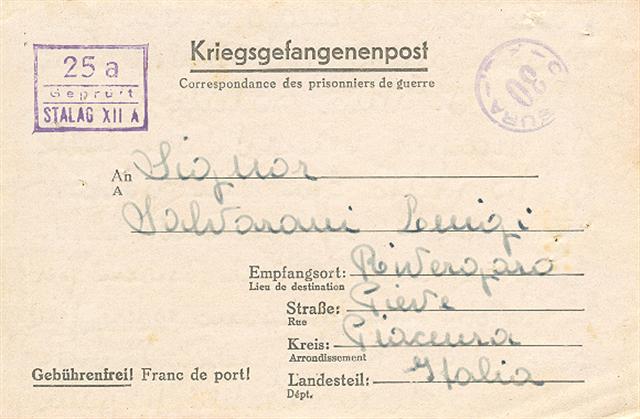 Kriegsgefangenenpost
Correspondance des prisonniers de guerre
25 a
Geprüft
STALAG XII A
30
An Signor
A
Salvarani Luigi
Empfangsort: Rivergaro
Lieu de destination
Straße: Pieve
Rue
Kreis: Piacenza
Arrondissement
Gebührenfrei! Franc de port!
Landesteil: Italia
Dépt.